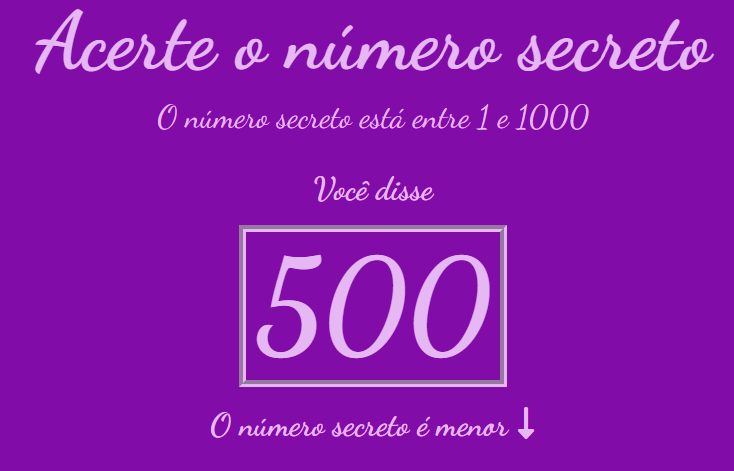 Acerte o número secreto
O número secreto está entre 1 e 1000
Você disse
500
O número secreto é menor ↓